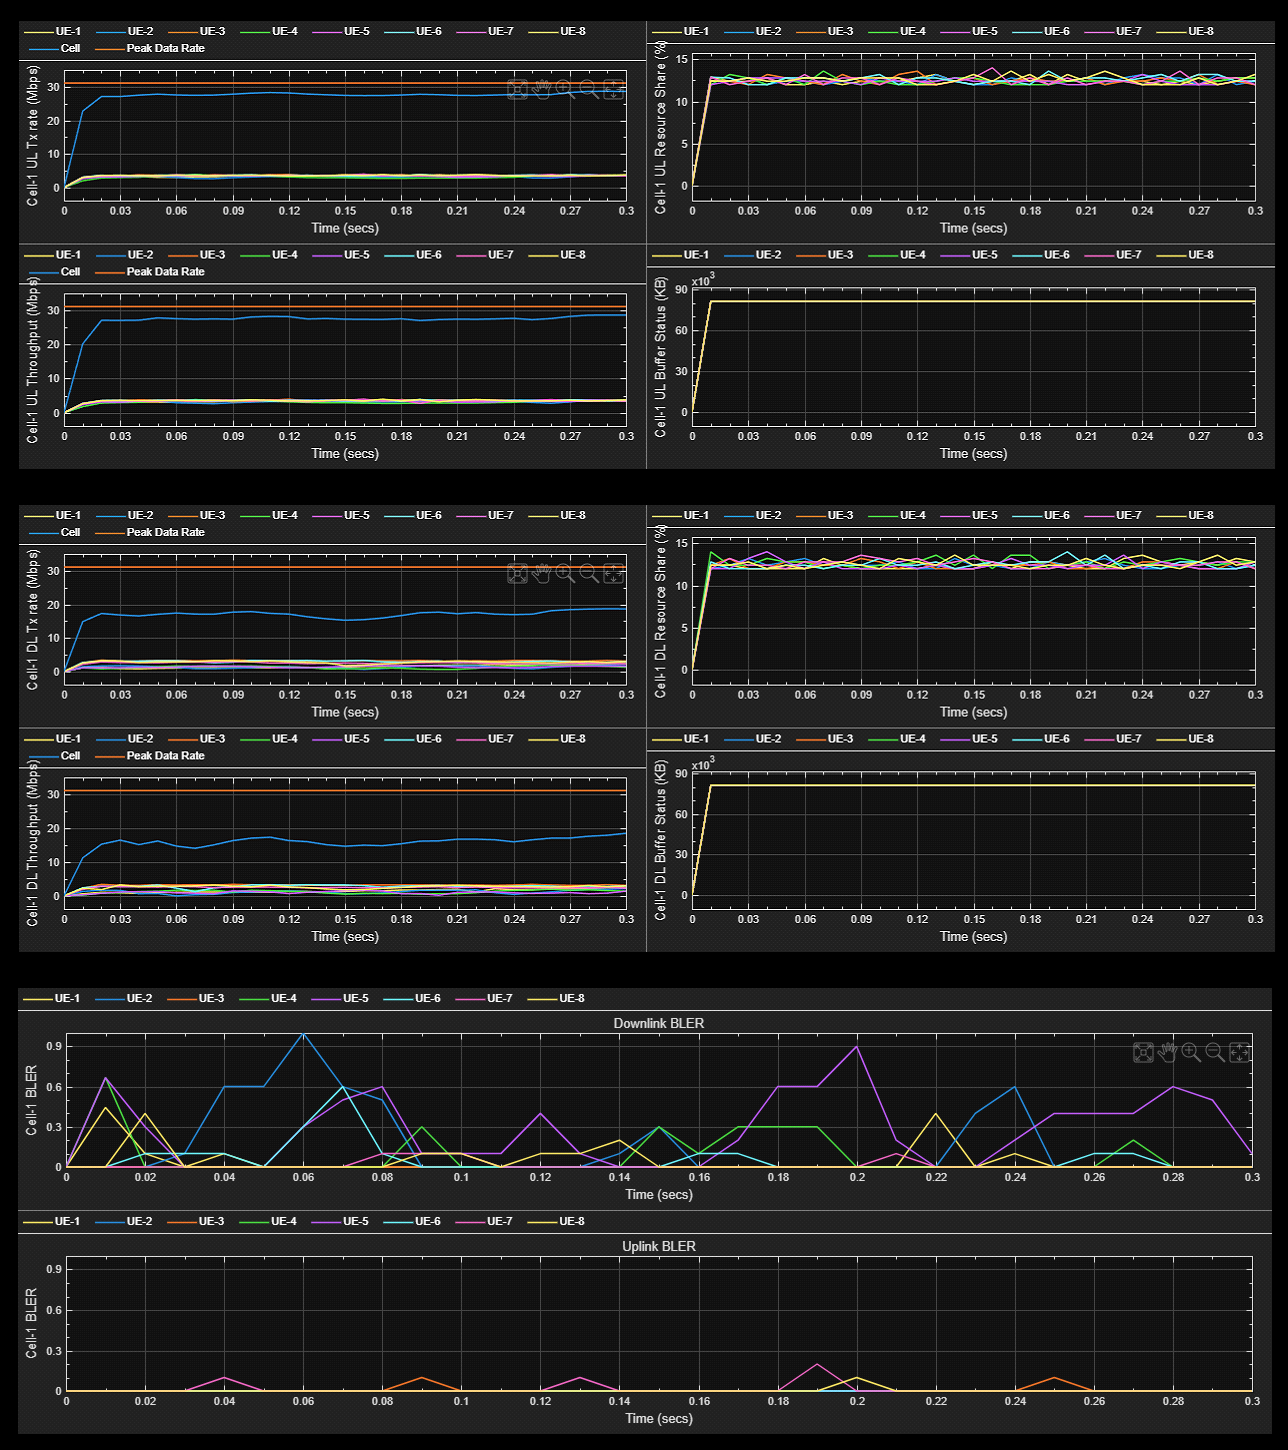 UE-1 UE-2 UE-3 UE-4 UE-5 UE-6 UE-7 UE-8
Cell Peak Data Rate
Cell-1 UL Tx rate (Mbps)
30
20
10
0
0 0.03 0.06 0.09 0.12 0.15 0.18 0.21 0.24 0.27 0.3
Time (secs)
UE-1 UE-2 UE-3 UE-4 UE-5 UE-6 UE-7 UE-8
Cell-1 UL Resource Share (%)
15
10
5
0
0 0.03 0.06 0.09 0.12 0.15 0.18 0.21 0.24 0.27 0.3
Time (secs)
UE-1 UE-2 UE-3 UE-4 UE-5 UE-6 UE-7 UE-8
Cell Peak Data Rate
Cell-1 UL Throughput (Mbps)
30
20
10
0
0 0.03 0.06 0.09 0.12 0.15 0.18 0.21 0.24 0.27 0.3
Time (secs)
UE-1 UE-2 UE-3 UE-4 UE-5 UE-6 UE-7 UE-8
Cell-1 UL Buffer Status (KB)
x10³
90
60
30
0
0 0.03 0.06 0.09 0.12 0.15 0.18 0.21 0.24 0.27 0.3
Time (secs)
UE-1 UE-2 UE-3 UE-4 UE-5 UE-6 UE-7 UE-8
Cell Peak Data Rate
Cell-1 DL Tx rate (Mbps)
30
20
10
0
0 0.03 0.06 0.09 0.12 0.15 0.18 0.21 0.24 0.27 0.3
Time (secs)
UE-1 UE-2 UE-3 UE-4 UE-5 UE-6 UE-7 UE-8
Cell-1 DL Resource Share (%)
15
10
5
0
0 0.03 0.06 0.09 0.12 0.15 0.18 0.21 0.24 0.27 0.3
Time (secs)
UE-1 UE-2 UE-3 UE-4 UE-5 UE-6 UE-7 UE-8
Cell Peak Data Rate
Cell-1 DL Throughput (Mbps)
30
20
10
0
0 0.03 0.06 0.09 0.12 0.15 0.18 0.21 0.24 0.27 0.3
Time (secs)
UE-1 UE-2 UE-3 UE-4 UE-5 UE-6 UE-7 UE-8
Cell-1 DL Buffer Status (KB)
x10³
90
60
30
0
0 0.03 0.06 0.09 0.12 0.15 0.18 0.21 0.24 0.27 0.3
Time (secs)
UE-1 UE-2 UE-3 UE-4 UE-5 UE-6 UE-7 UE-8
Downlink BLER
Cell-1 BLER
0.9
0.6
0.3
0
0 0.02 0.04 0.06 0.08 0.1 0.12 0.14 0.16 0.18 0.2 0.22 0.24 0.26 0.28 0.3
Time (secs)
UE-1 UE-2 UE-3 UE-4 UE-5 UE-6 UE-7 UE-8
Uplink BLER
Cell-1 BLER
0.9
0.6
0.3
0
0 0.02 0.04 0.06 0.08 0.1 0.12 0.14 0.16 0.18 0.2 0.22 0.24 0.26 0.28 0.3
Time (secs)